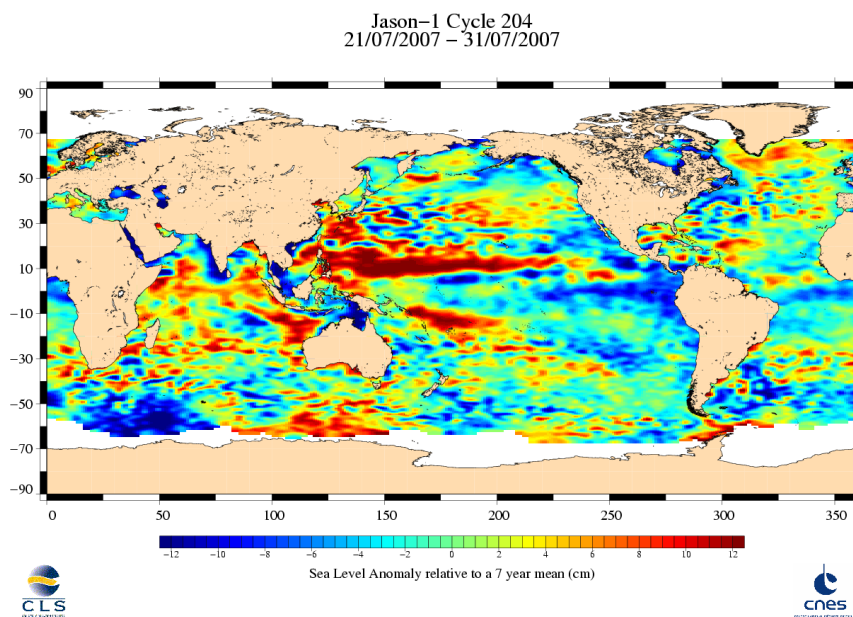 Jason−1 Cycle 204
21/07/2007 − 31/07/2007
90
70
50
30
10
−10
−30
−50
−70
−90
0 50 100 150 200 250 300 350
−12 −10 −8 −6 −4 −2 0 2 4 6 8 10 12
Sea Level Anomaly relative to a 7 year mean (cm)
CLS
cnes